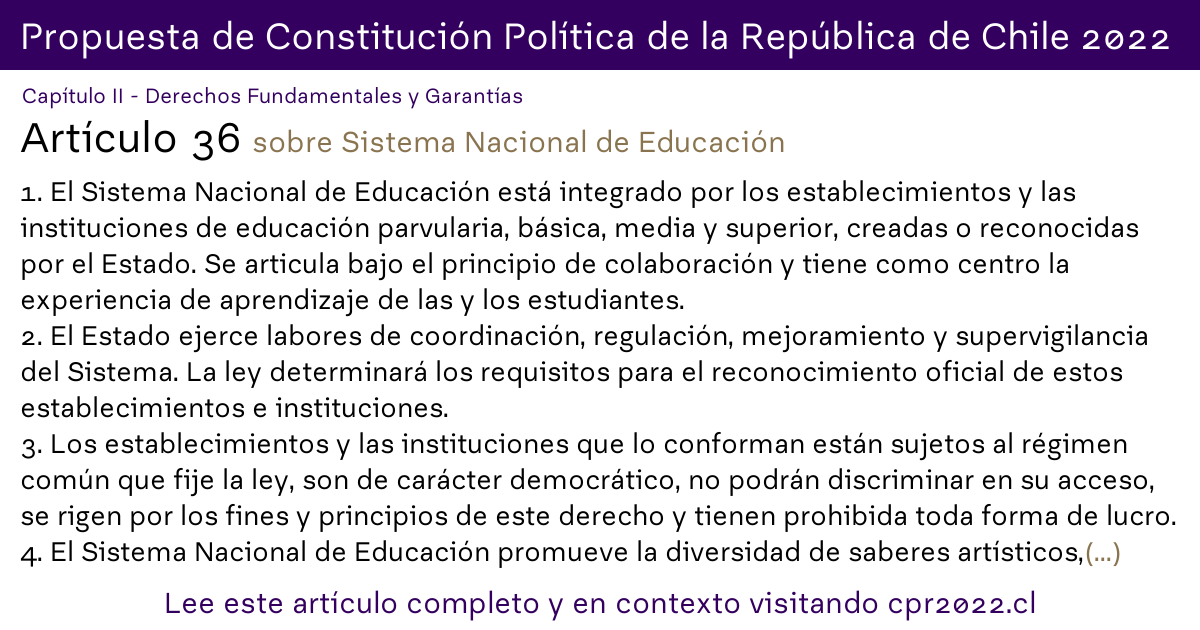 Propuesta de Constitución Política de la República de Chile 2022
Capítulo II - Derechos Fundamentales y Garantías
Artículo 36 sobre Sistema Nacional de Educación
1. El Sistema Nacional de Educación está integrado por los establecimientos y las
instituciones de educación parvularia, básica, media y superior, creadas o reconocidas
por el Estado. Se articula bajo el principio de colaboración y tiene como centro la
experiencia de aprendizaje de las y los estudiantes.
2. El Estado ejerce labores de coordinación, regulación, mejoramiento y supervigilancia
del Sistema. La ley determinará los requisitos para el reconocimiento oficial de estos
establecimientos e instituciones.
3. Los establecimientos y las instituciones que lo conforman están sujetos al régimen
común que fije la ley, son de carácter democrático, no podrán discriminar en su acceso,
se rigen por los fines y principios de este derecho y tienen prohibida toda forma de lucro.
4. El Sistema Nacional de Educación promueve la diversidad de saberes artísticos,(...)
Lee este artículo completo y en contexto visitando cpr2022.cl